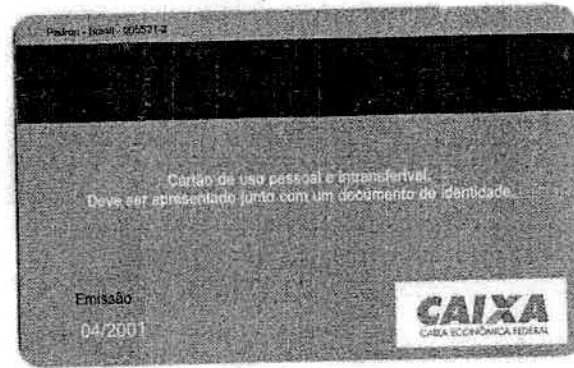 Cartão de uso pessoal e intransferível.
Deve ser apresentado junto com um documento de identidade.
Emissão
04/2001
CAIXA
CAIXA ECONÔMICA FEDERAL